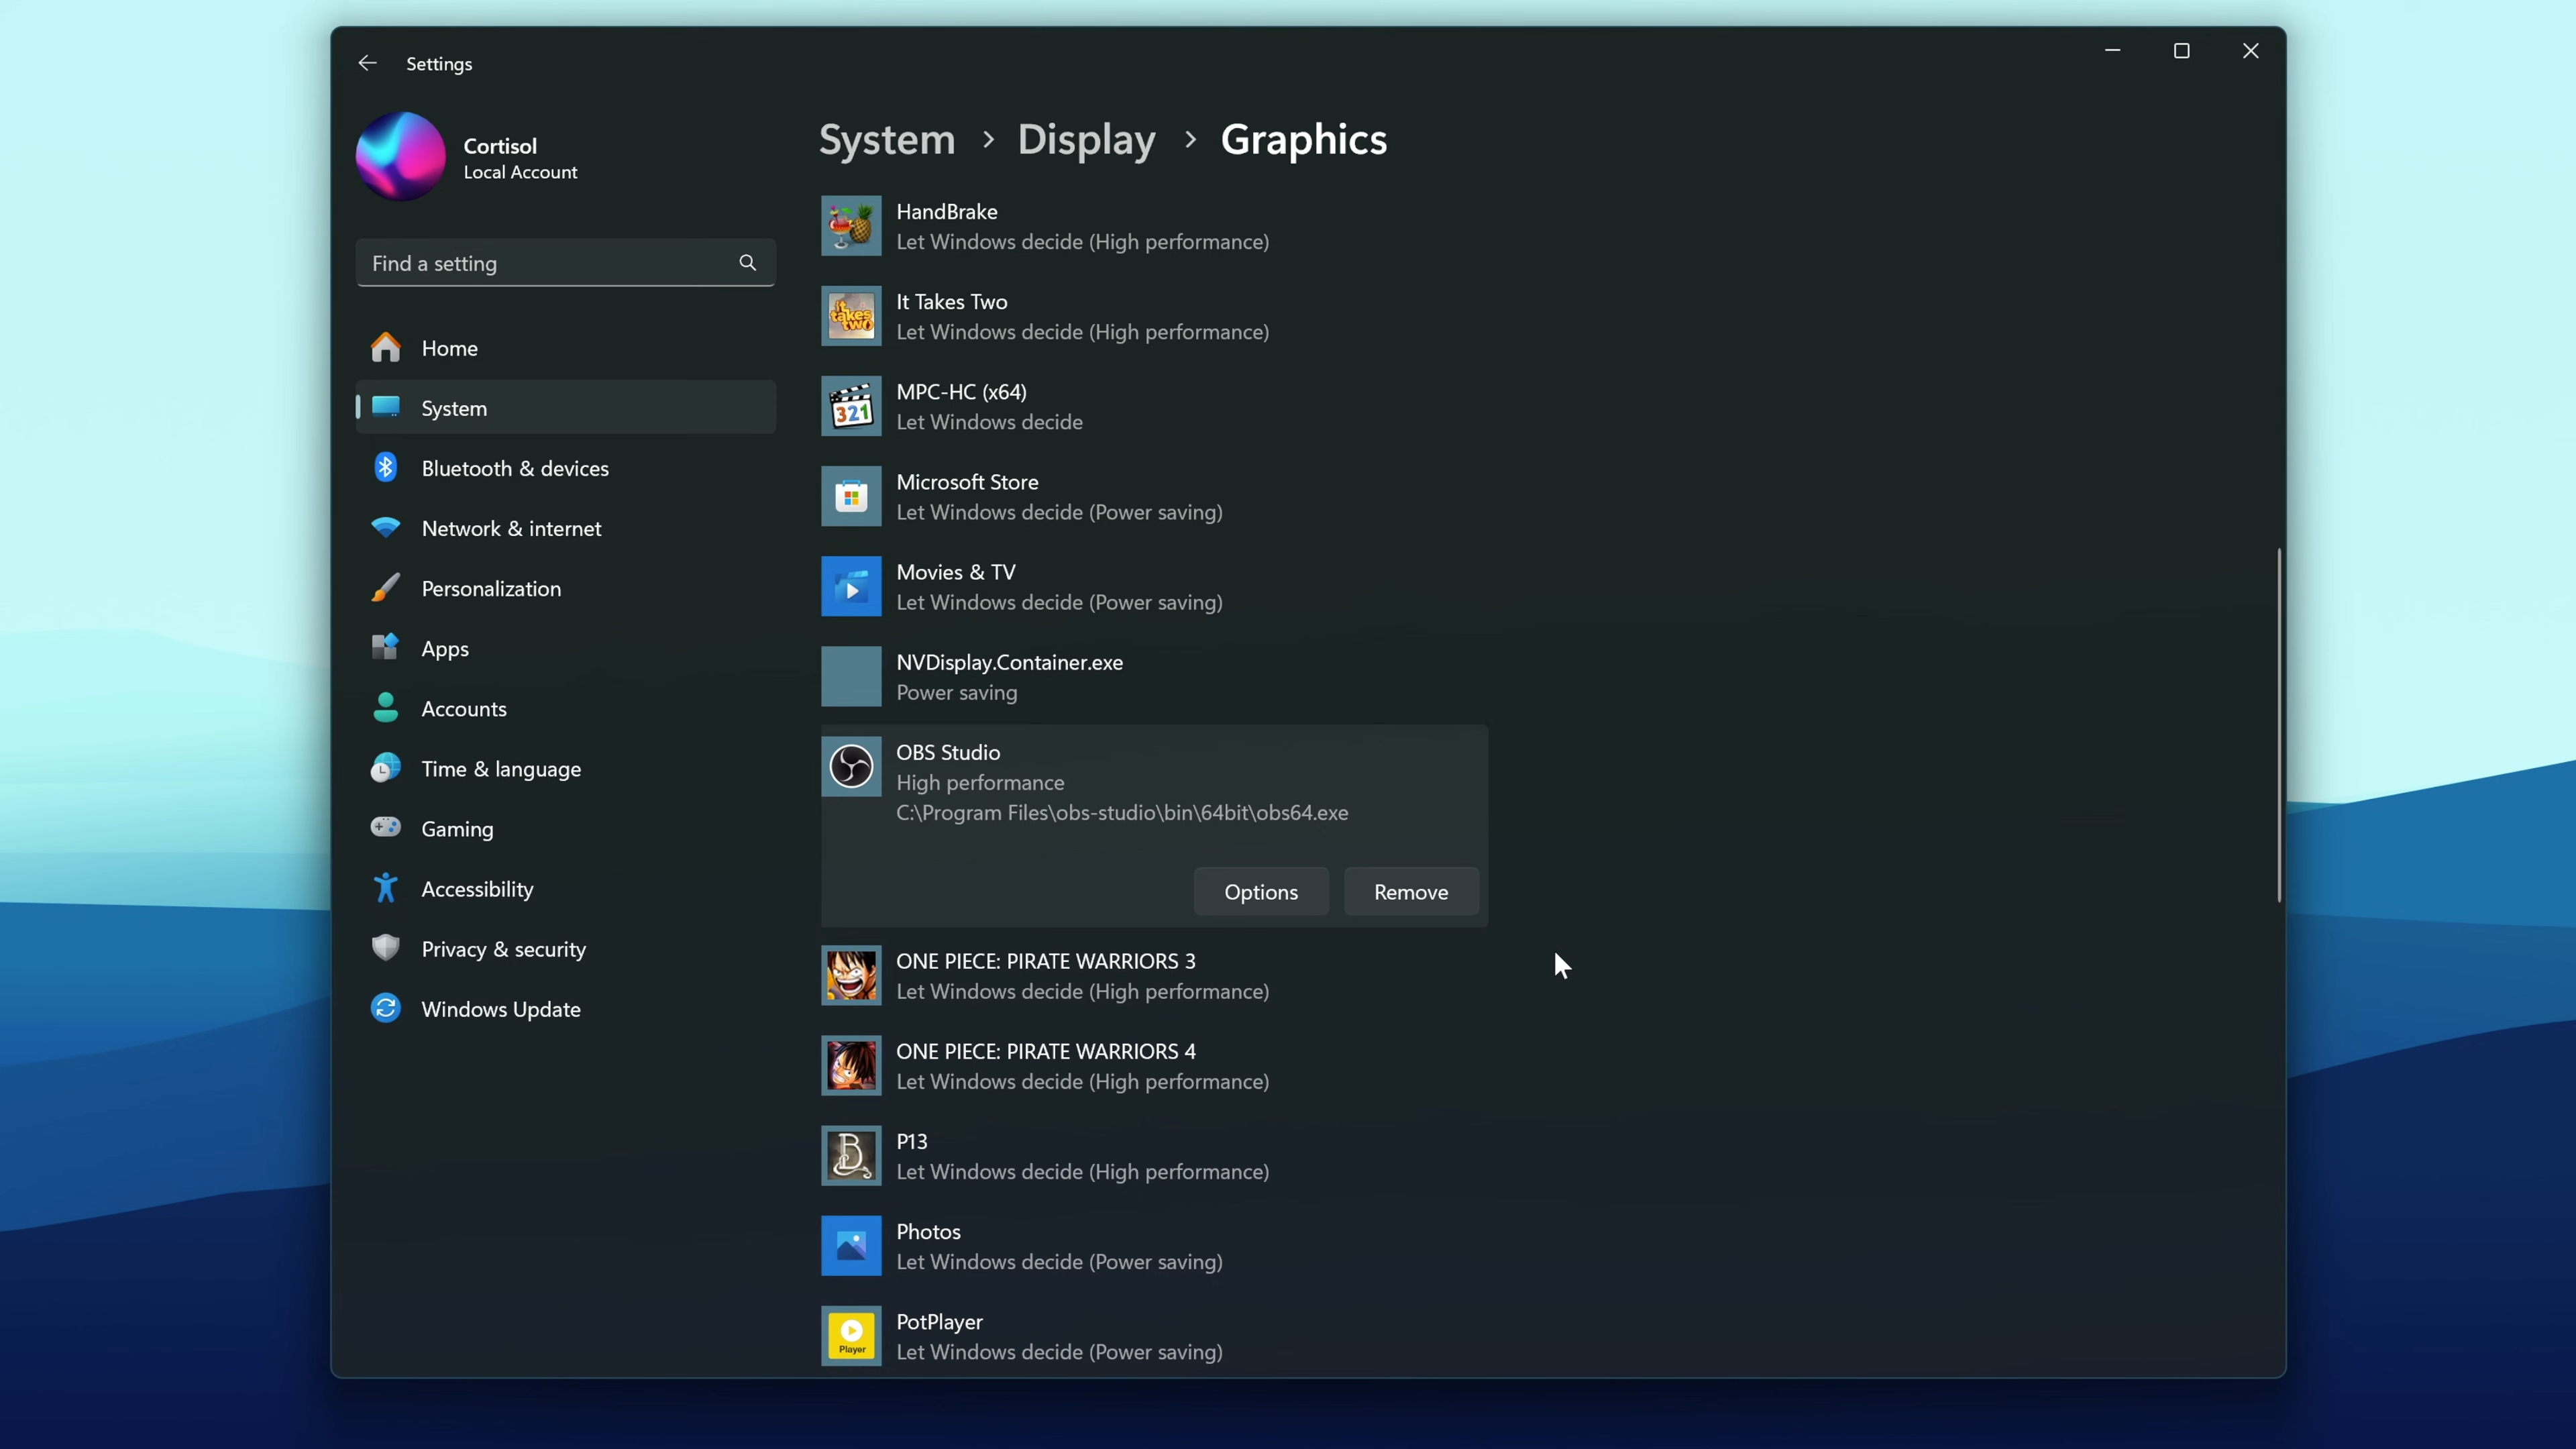 Settings
Cortisol
Local Account
Find a setting
Home
System
Bluetooth & devices
Network & internet
Personalization
Apps
Accounts
Time & language
Gaming
Accessibility
Privacy & security
Windows Update
System > Display > Graphics
HandBrake
Let Windows decide (High performance)
it takes two
It Takes Two
Let Windows decide (High performance)
321
MPC-HC (x64)
Let Windows decide
Microsoft Store
Let Windows decide (Power saving)
Movies & TV
Let Windows decide (Power saving)
NVDisplay.Container.exe
Power saving
OBS Studio
High performance
C:\Program Files\obs-studio\bin\64bit\obs64.exe
Options
Remove
ONE PIECE: PIRATE WARRIORS 3
Let Windows decide (High performance)
ONE PIECE: PIRATE WARRIORS 4
Let Windows decide (High performance)
B
P13
Let Windows decide (High performance)
Photos
Let Windows decide (Power saving)
Player
PotPlayer
Let Windows decide (Power saving)